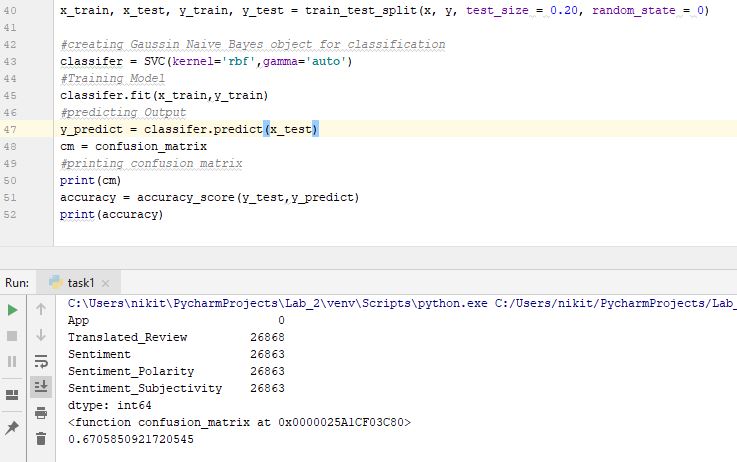 40 x_train, x_test, y_train, y_test = train_test_split(x, y, test_size = 0.20, random_state = 0)
41
42 #creating Gaussin Naive Bayes object for classification
43 classifer = SVC(kernel='rbf',gamma='auto')
44 #Training Model
45 classifer.fit(x_train,y_train)
46 #predicting Output
47 y_predict = classifer.predict(x_test)
48 cm = confusion_matrix
49 #printing confusion matrix
50 print(cm)
51 accuracy = accuracy_score(y_test,y_predict)
52 print(accuracy)
Run: task1
C:\Users\nikit\PycharmProjects\Lab_2\venv\Scripts\python.exe C:/Users/nikit/PycharmProjects/Lab_
App 0
Translated_Review 26868
Sentiment 26863
Sentiment_Polarity 26863
Sentiment_Subjectivity 26863
dtype: int64
<function confusion_matrix at 0x0000025A1CF03C80>
0.6705850921720545